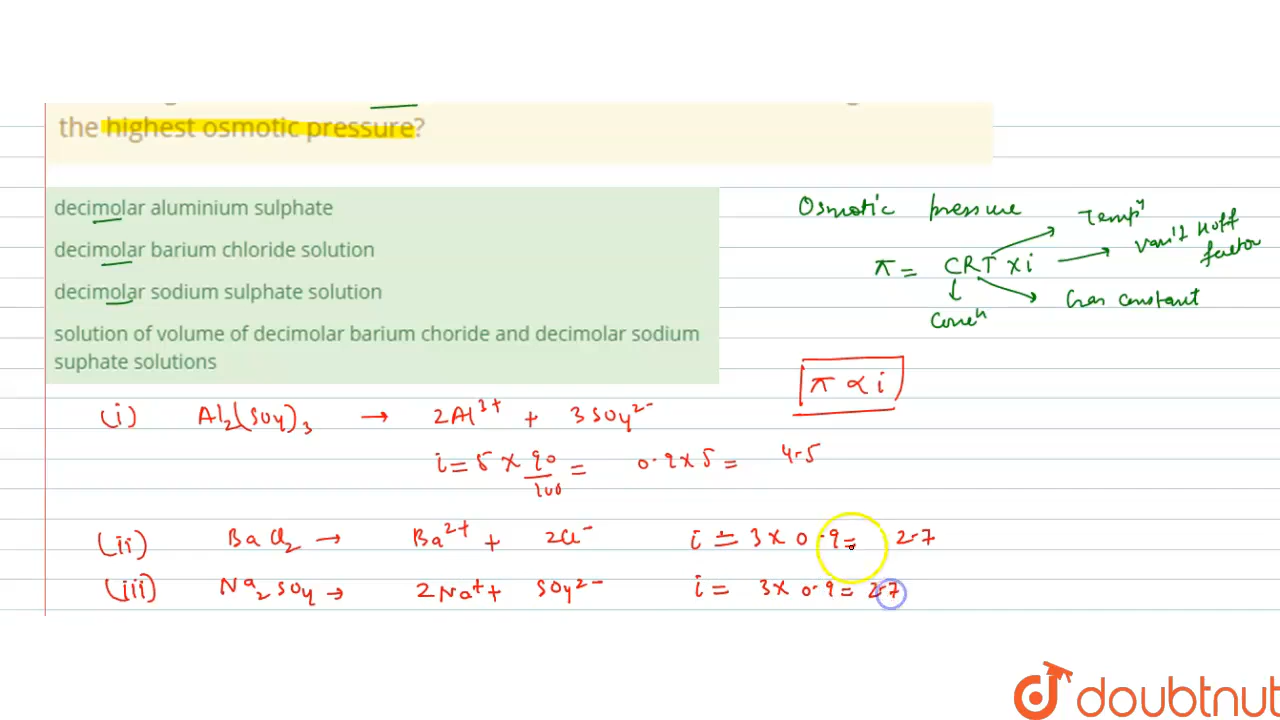 the highest osmotic pressure?
decimolar aluminium sulphate
decimolar barium chloride solution
decimolar sodium sulphate solution
solution of volume of decimolar barium choride and decimolar sodium
suphate solutions
Osmotic pressure
Tempʳ
π = CRT × i
Van't Hoff
factor
Concⁿ
Gas constant
π ∝ i
(i) Al₂(SO₄)₃ → 2Al³⁺ + 3SO₄²⁻
i = 5 × 90/100 = 0.9 × 5 = 4.5
(ii) BaCl₂ → Ba²⁺ + 2Cl⁻ i = 3 × 0.9 = 2.7
(iii) Na₂SO₄ → 2Na⁺ + SO₄²⁻ i = 3 × 0.9 = 2.7
doubtnut